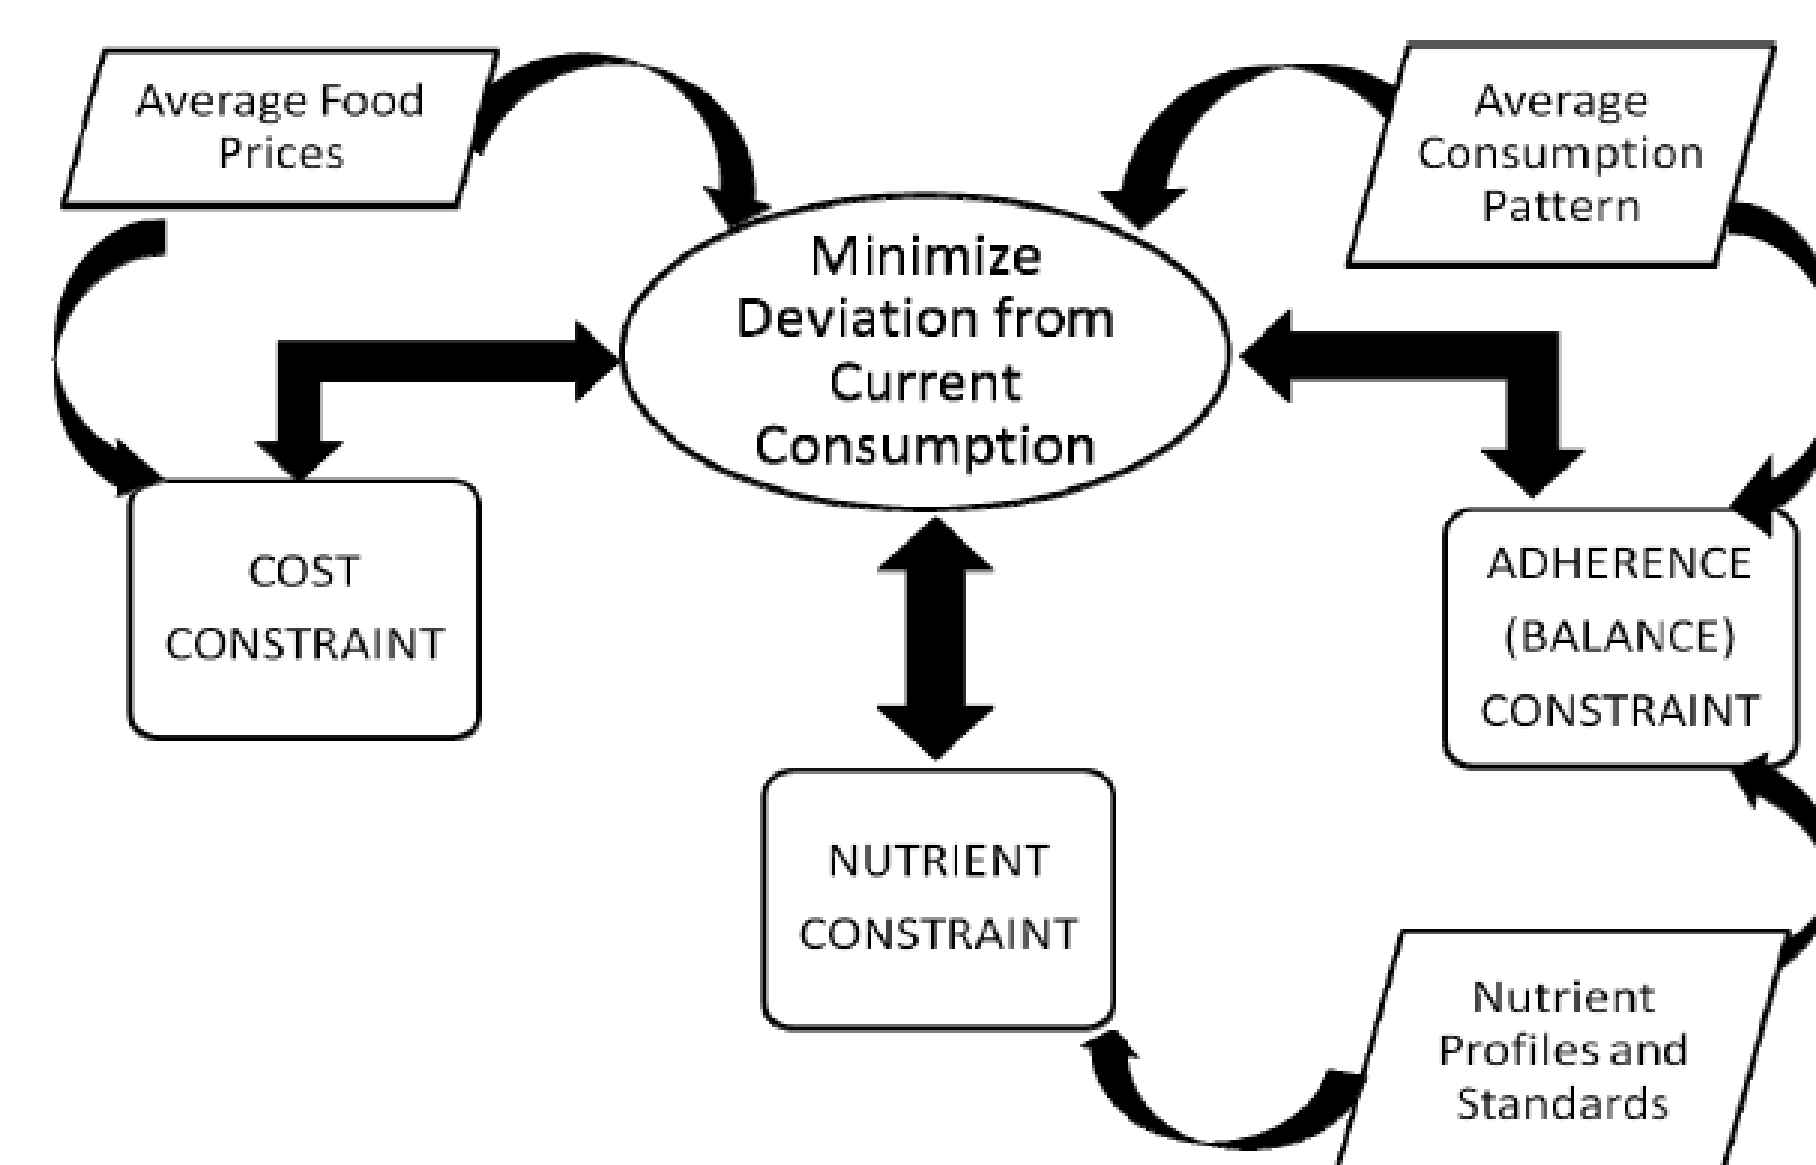 Average Food
Prices
Average
Consumption
Pattern
Minimize
Deviation from
Current
Consumption
COST
CONSTRAINT
ADHERENCE
(BALANCE)
CONSTRAINT
NUTRIENT
CONSTRAINT
Nutrient
Profiles and
Standards